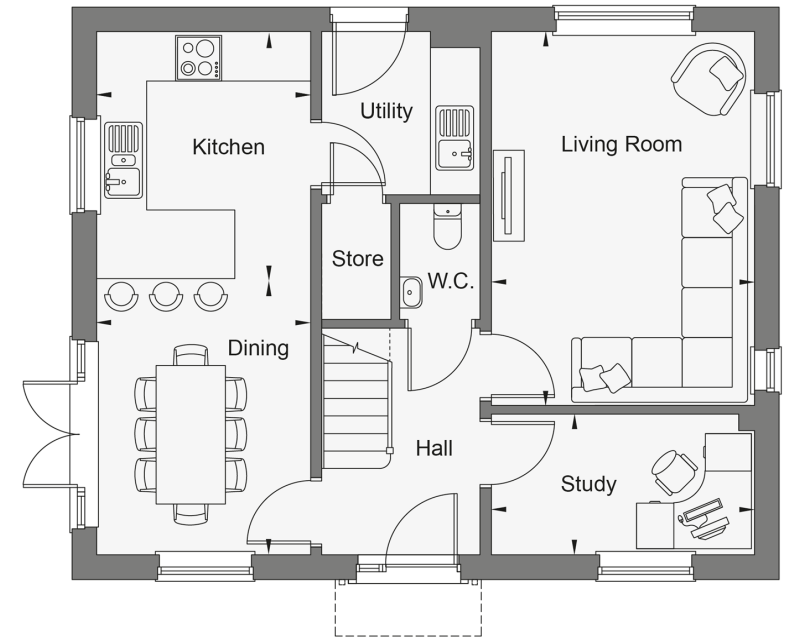 Utility
Kitchen
Living Room
Store
W.C.
Dining
Hall
Study